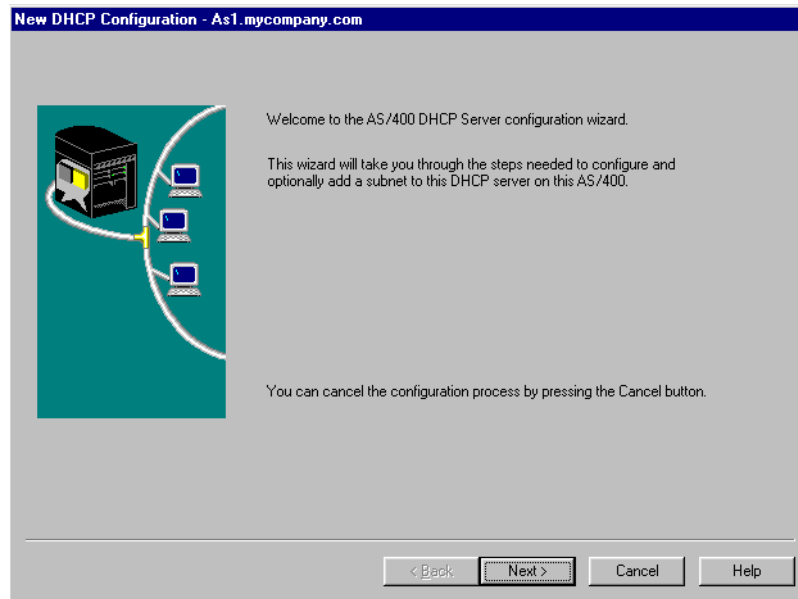 New DHCP Configuration - As1.mycompany.com
Welcome to the AS/400 DHCP Server configuration wizard.
This wizard will take you through the steps needed to configure and
optionally add a subnet to this DHCP server on this AS/400.
You can cancel the configuration process by pressing the Cancel button.
< Back Next > Cancel Help